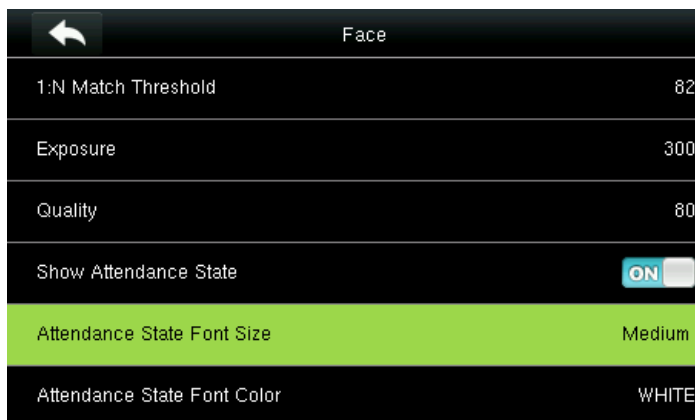 Face
1:N Match Threshold 82
Exposure 300
Quality 80
Show Attendance State ON
Attendance State Font Size Medium
Attendance State Font Color WHITE